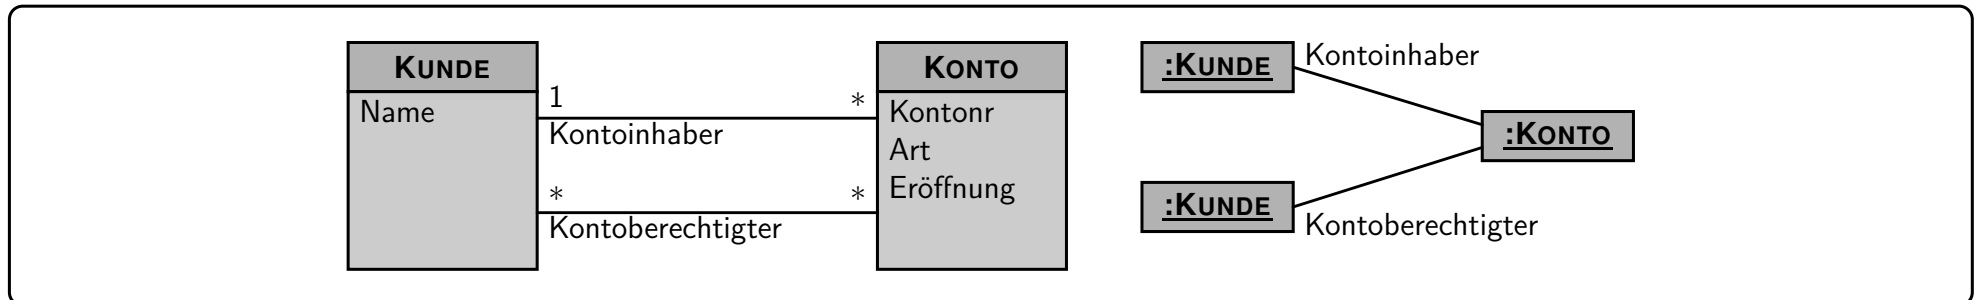 KUNDE
Name
1
*
Kontoinhaber
*
*
Kontoberechtigter
KONTO
Kontonr
Art
Eröffnung
:KUNDE
Kontoinhaber
:KONTO
:KUNDE
Kontoberechtigter